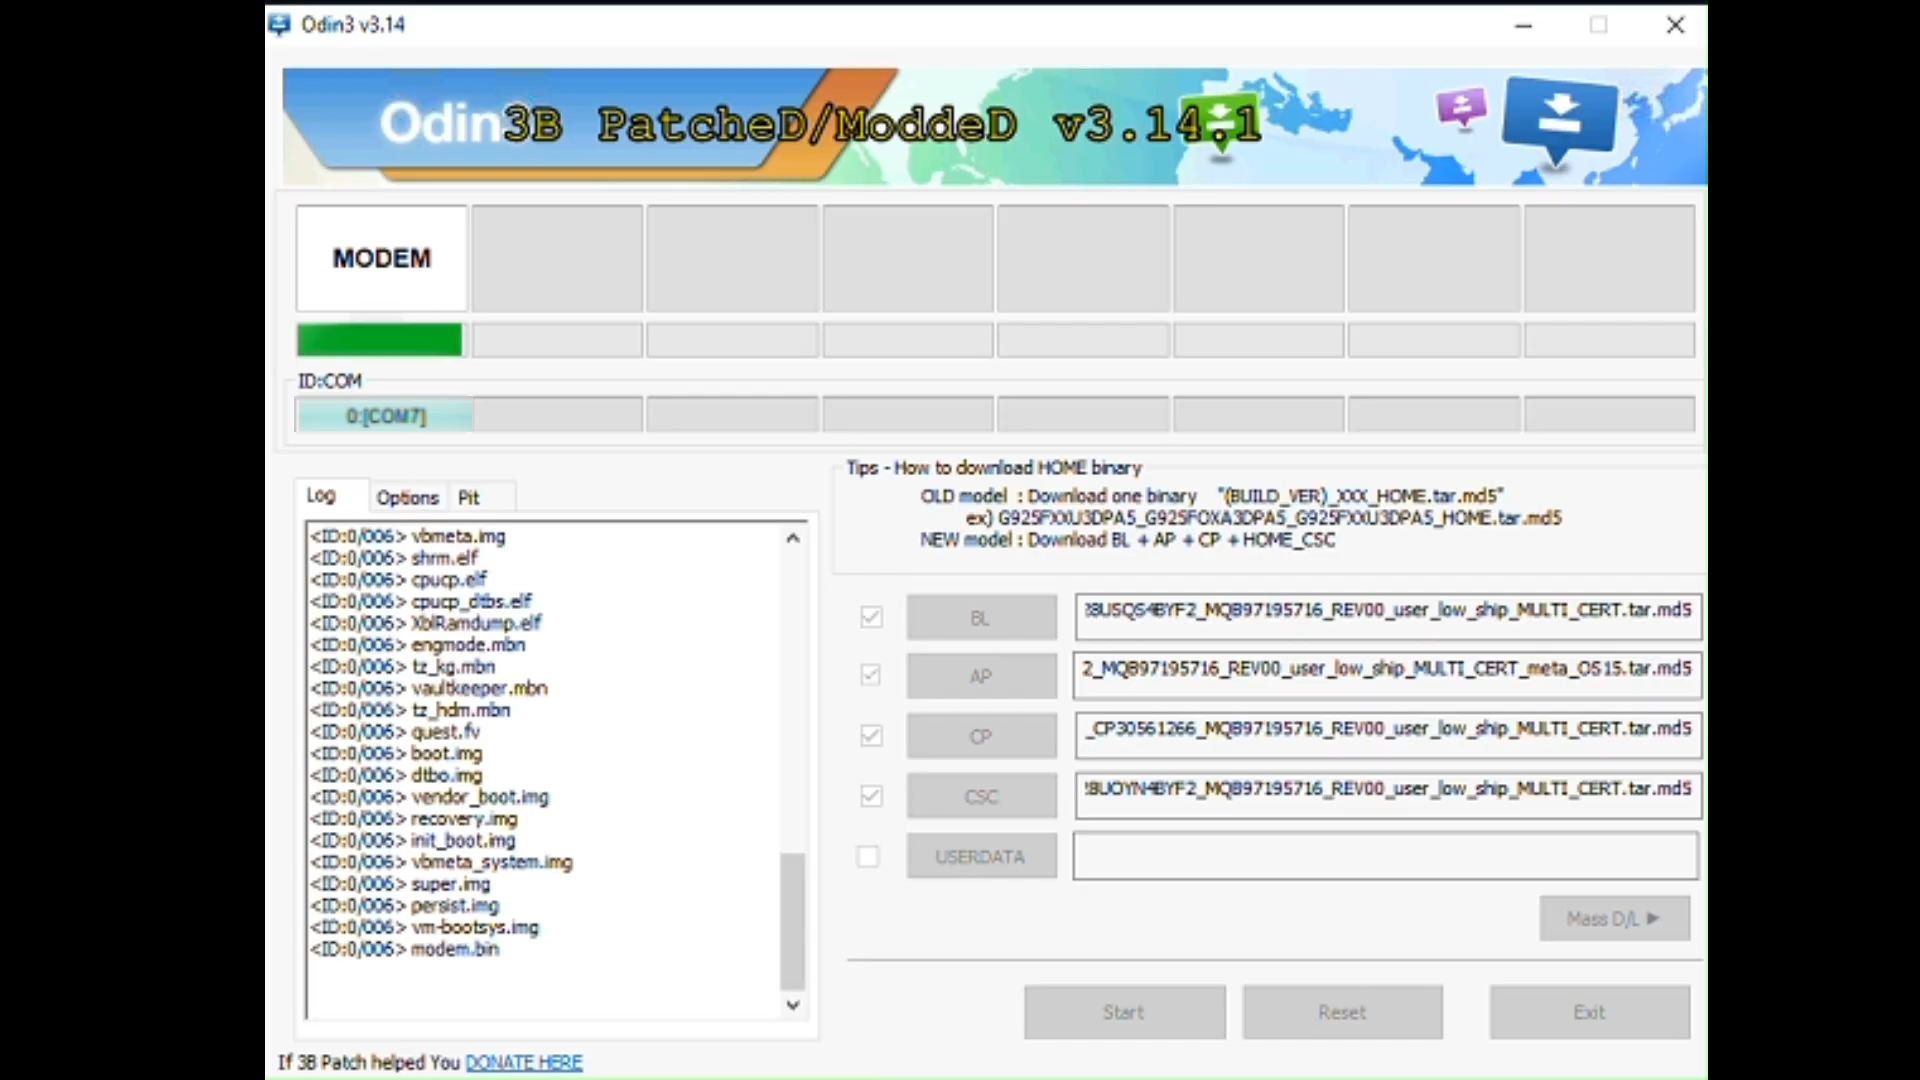 Odin3 v3.14
Odin3B PatcheD/ModdeD v3.14.1
MODEM
ID:COM
0:[COM7]
Log
Options
Pit
<ID:0/006> vbmeta.img
<ID:0/006> shrm.elf
<ID:0/006> cpucp.elf
<ID:0/006> cpucp_dtbs.elf
<ID:0/006> XblRamdump.elf
<ID:0/006> engmode.mbn
<ID:0/006> tz_kg.mbn
<ID:0/006> vaultkeeper.mbn
<ID:0/006> tz_hdm.mbn
<ID:0/006> quest.fv
<ID:0/006> boot.img
<ID:0/006> dtbo.img
<ID:0/006> vendor_boot.img
<ID:0/006> recovery.img
<ID:0/006> init_boot.img
<ID:0/006> vbmeta_system.img
<ID:0/006> super.img
<ID:0/006> persist.img
<ID:0/006> vm-bootsys.img
<ID:0/006> modem.bin
Tips - How to download HOME binary
OLD model : Download one binary "(BUILD_VER)_XXX_HOME.tar.md5"
ex) G925FXXU3DPA5_G925FOXA3DPA5_G925FXXU3DPA5_HOME.tar.md5
NEW model : Download BL + AP + CP + HOME_CSC
BL
BUSQS4BYF2_MQB97195716_REV00_user_low_ship_MULTI_CERT.tar.md5
AP
2_MQB97195716_REV00_user_low_ship_MULTI_CERT_meta_OS15.tar.md5
CP
_CP30561266_MQB97195716_REV00_user_low_ship_MULTI_CERT.tar.md5
CSC
BUOYN4BYF2_MQB97195716_REV00_user_low_ship_MULTI_CERT.tar.md5
USERDATA
Mass D/L
Start
Reset
Exit
If 3B Patch helped You DONATE HERE